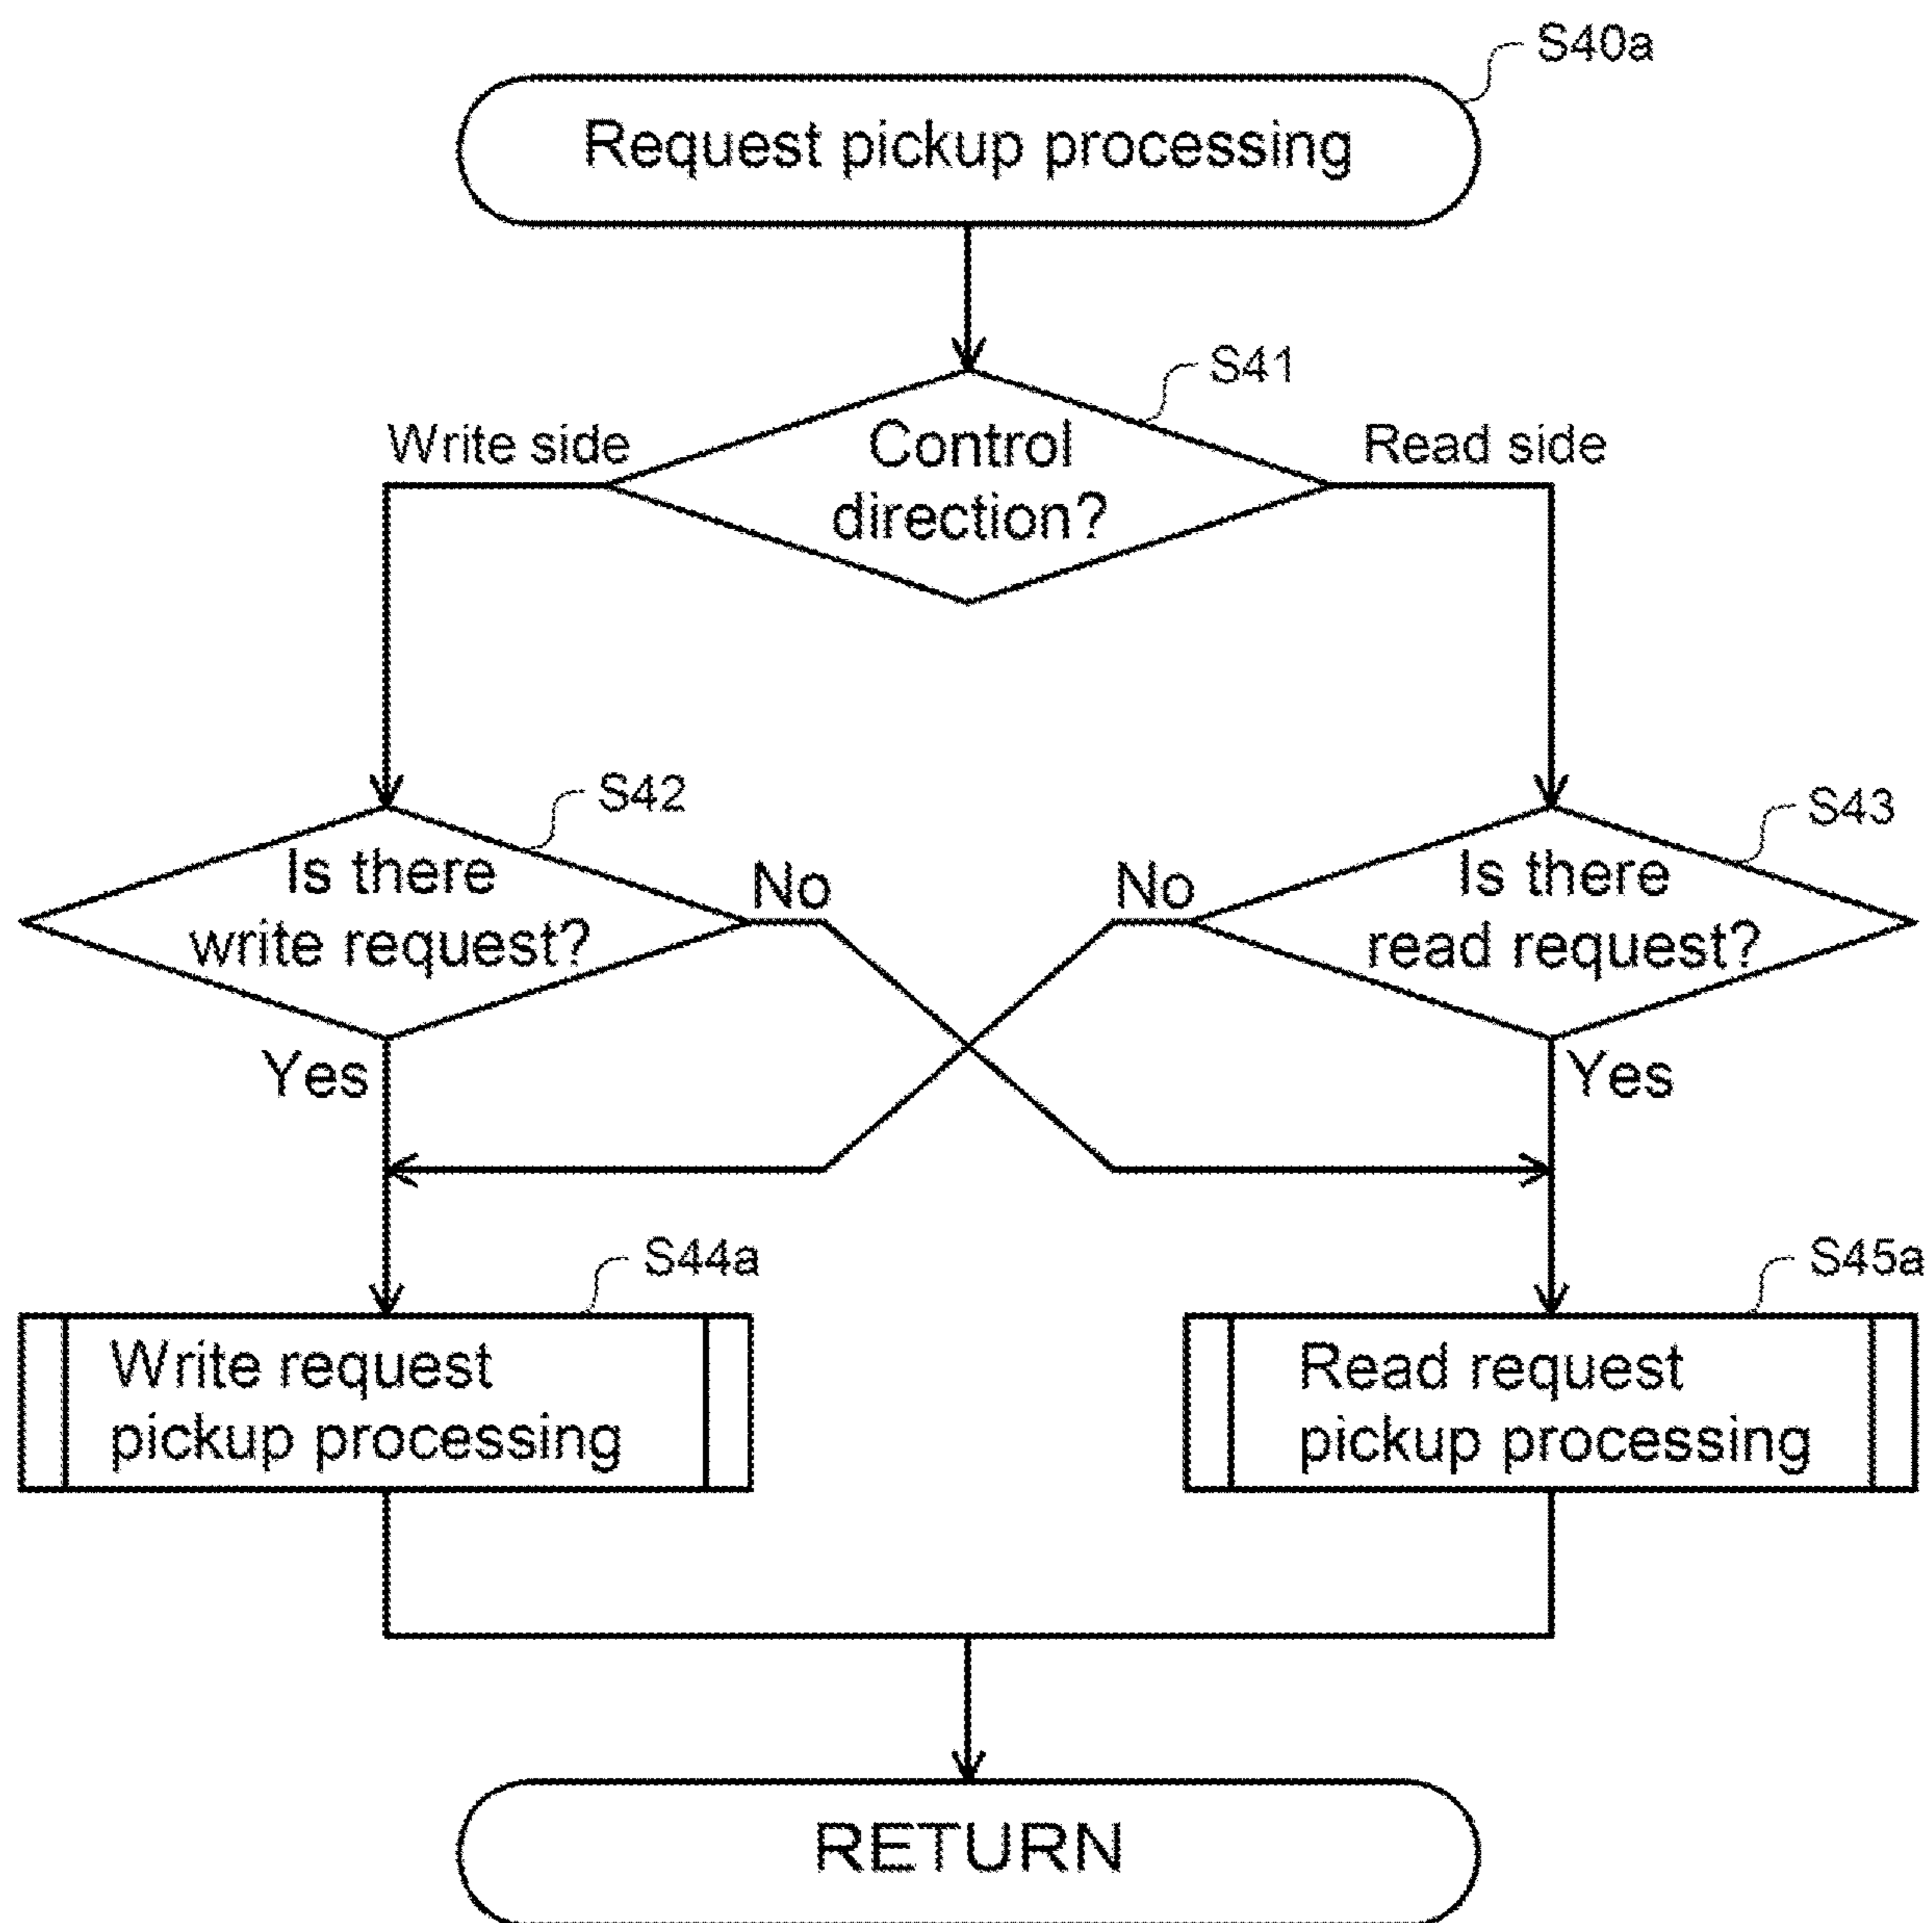 S40a
Request pickup processing
S41
Write side
Control
direction?
Read side
S42
Is there
write request?
No
Yes
S43
Is there
read request?
No
Yes
S44a
Write request
pickup processing
S45a
Read request
pickup processing
RETURN